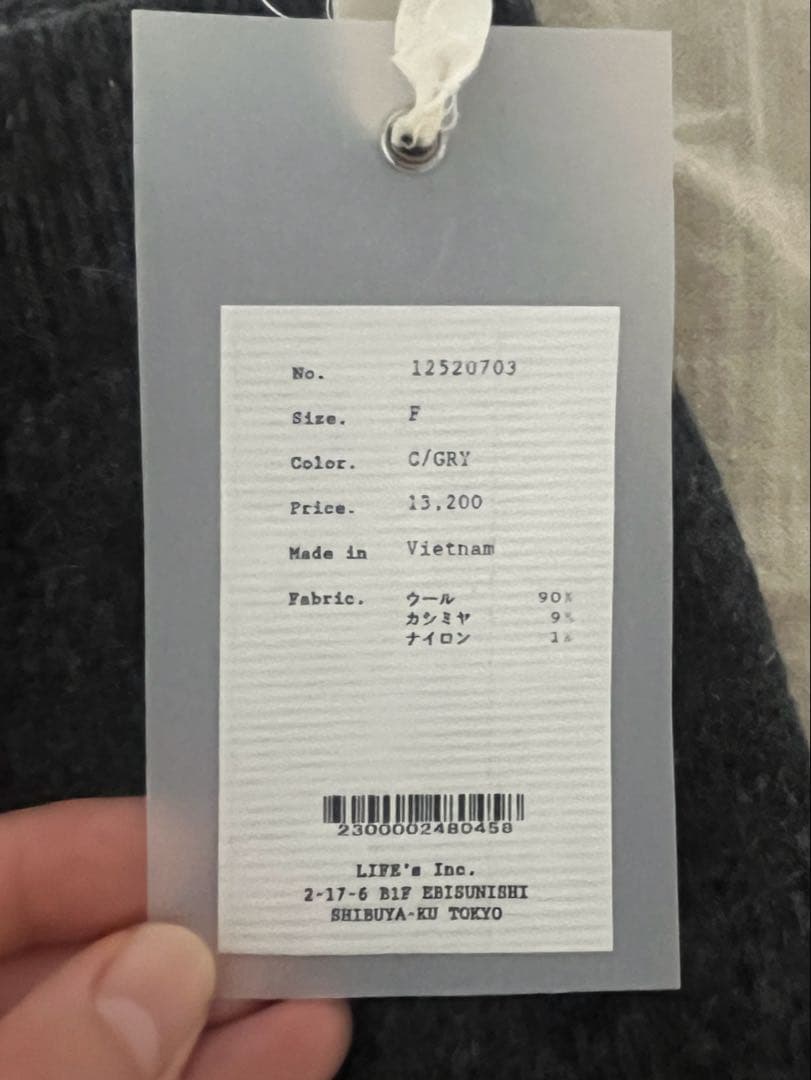 No. 12520703
Size. F
Color. C/GRY
Price. 13,200
Made in Vietnam
Fabric. ウール 90%
カシミヤ 9%
ナイロン 1%
2300002480458
LIFE's Inc.
2-17-6 B1F EBISUNISHI
SHIBUYA-KU TOKYO